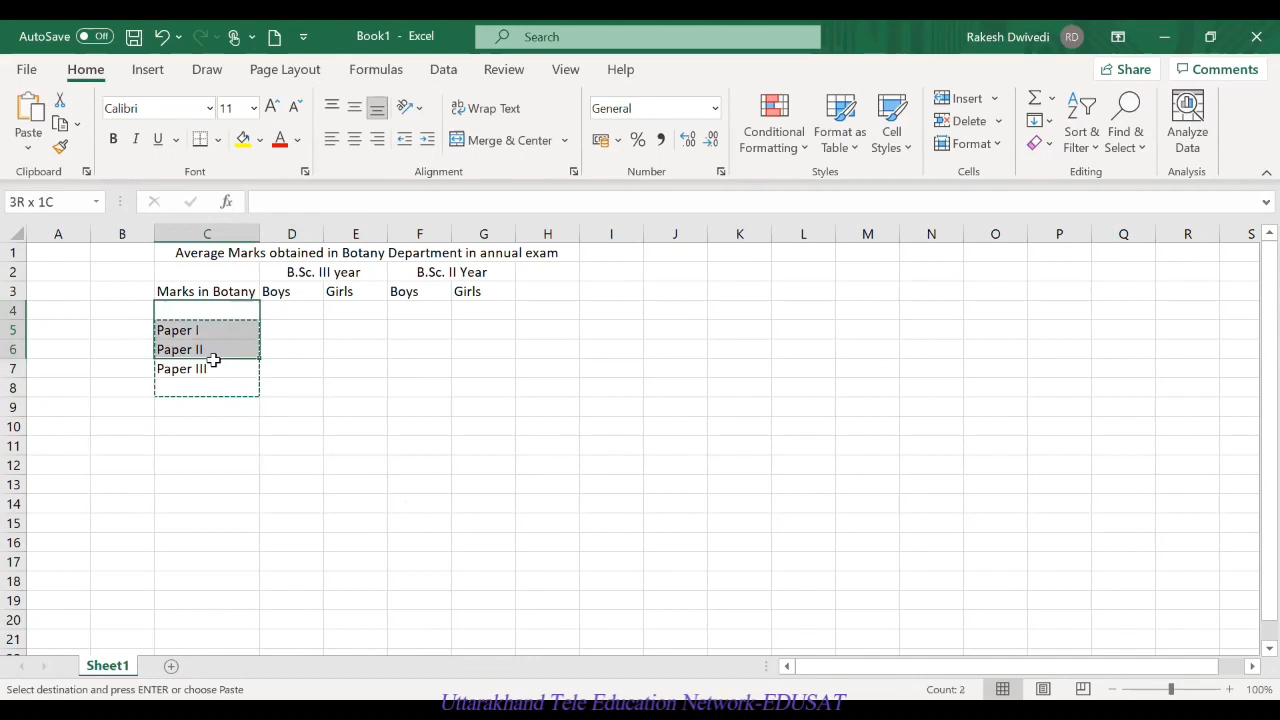 AutoSave Off Book1 - Excel Search Rakesh Dwivedi RD
File Home Insert Draw Page Layout Formulas Data Review View Help Share Comments
Paste
Calibri 11
Wrap Text
Merge & Center
General
Conditional Formatting
Format as Table
Cell Styles
Insert
Delete
Format
Sort & Filter
Find & Select
Analyze Data
Clipboard Font Alignment Number Styles Cells Editing Analysis
3R x 1C fx
A B C D E F G H I J K L M N O P Q R S
1 Average Marks obtained in Botany Department in annual exam
2 B.Sc. III year B.Sc. II Year
3 Marks in Botany Boys Girls Boys Girls
4
5 Paper I
6 Paper II
7 Paper III
8
9
10
11
12
13
14
15
16
17
18
19
20
21
Sheet1
Select destination and press ENTER or choose Paste Count: 2 100%
Uttarakhand Tele Education Network-EDUSAT